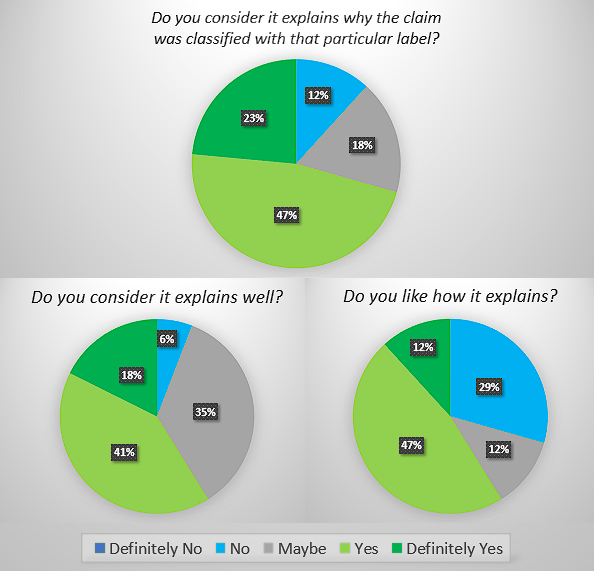 Do you consider it explains why the claim
was classified with that particular label?
12%
23%
18%
47%
Do you consider it explains well?
6%
18%
35%
41%
Do you like how it explains?
12%
29%
47%
12%
Definitely No No Maybe Yes Definitely Yes